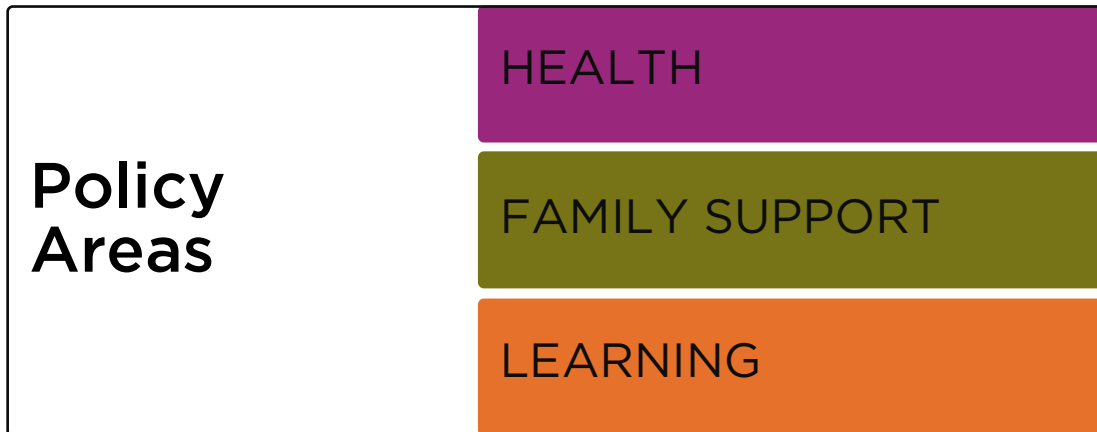 Policy
Areas
HEALTH
FAMILY SUPPORT
LEARNING